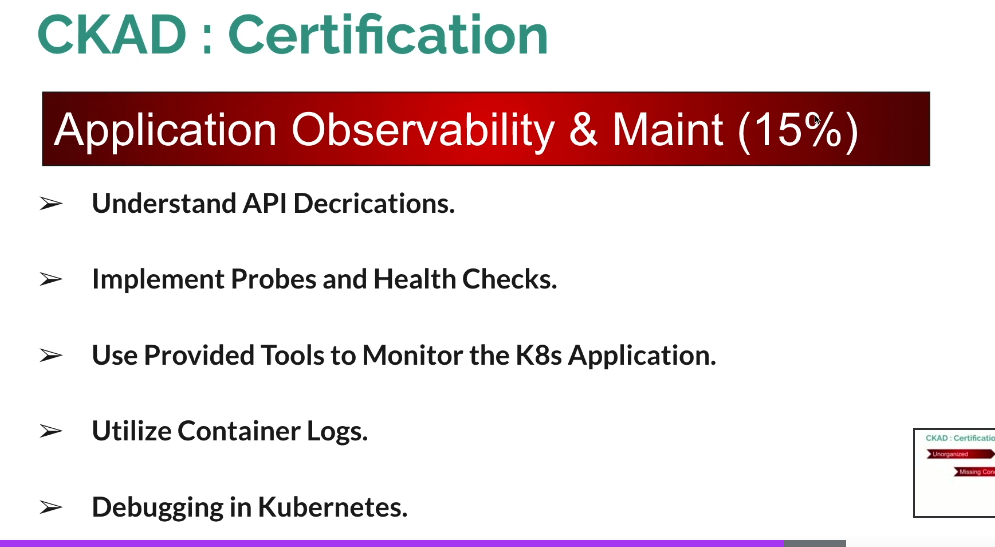 CKAD : Certification
Application Observability & Maint (15%)
➢ Understand API Decrications.
➢ Implement Probes and Health Checks.
➢ Use Provided Tools to Monitor the K8s Application.
➢ Utilize Container Logs.
CKAD : Certificatio
Unorganized
Missing Con
➢ Debugging in Kubernetes.